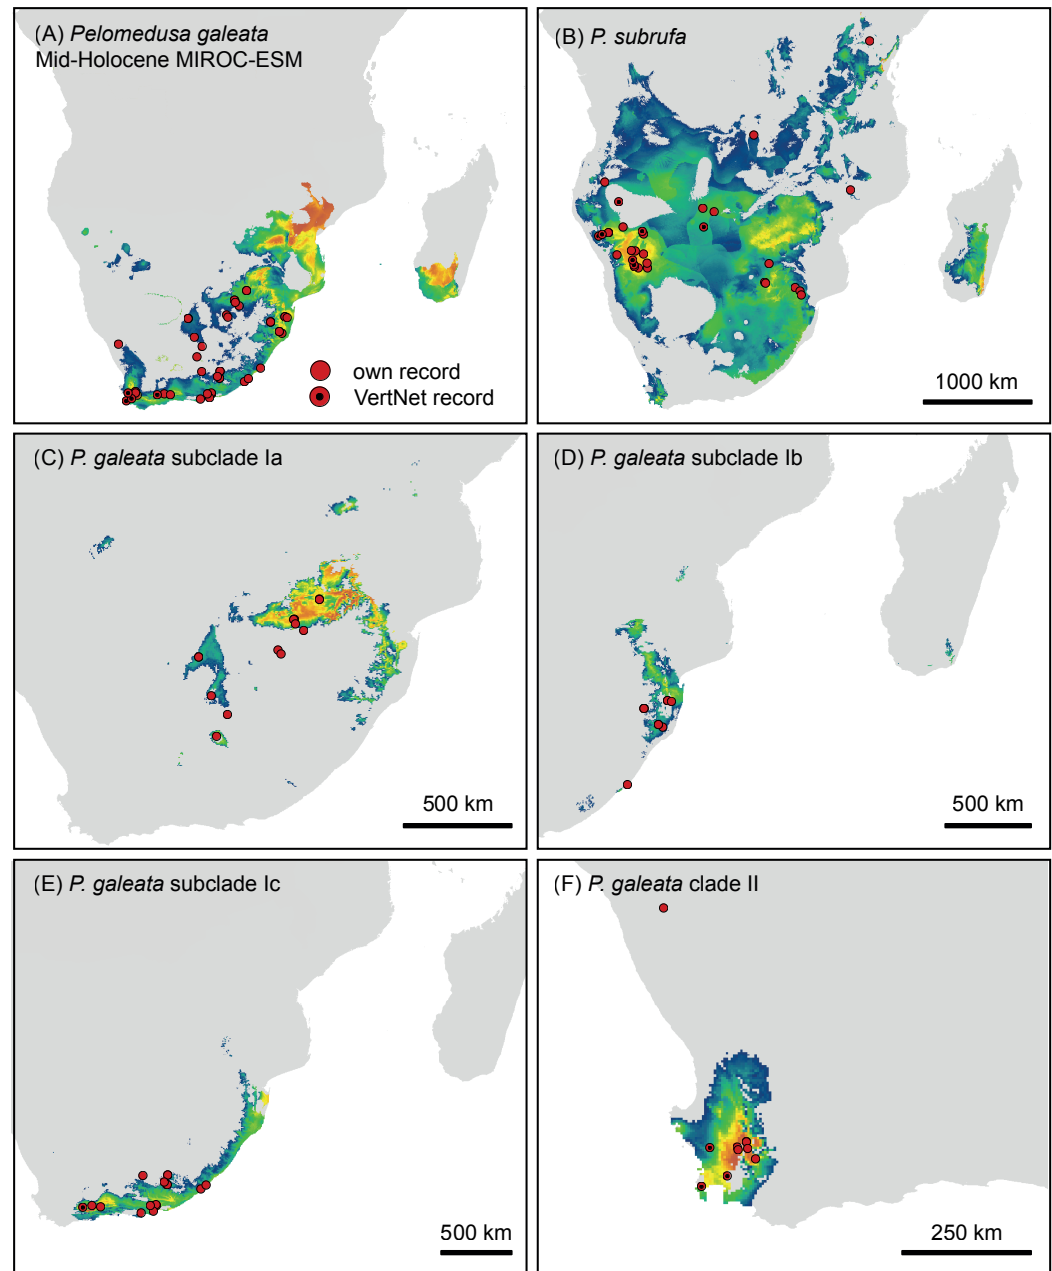 (A) Pelomedusa galeata
Mid-Holocene MIROC-ESM
own record
VertNet record
(B) P. subrufa
1000 km
(C) P. galeata subclade Ia
500 km
(D) P. galeata subclade Ib
500 km
(E) P. galeata subclade Ic
500 km
(F) P. galeata clade II
250 km